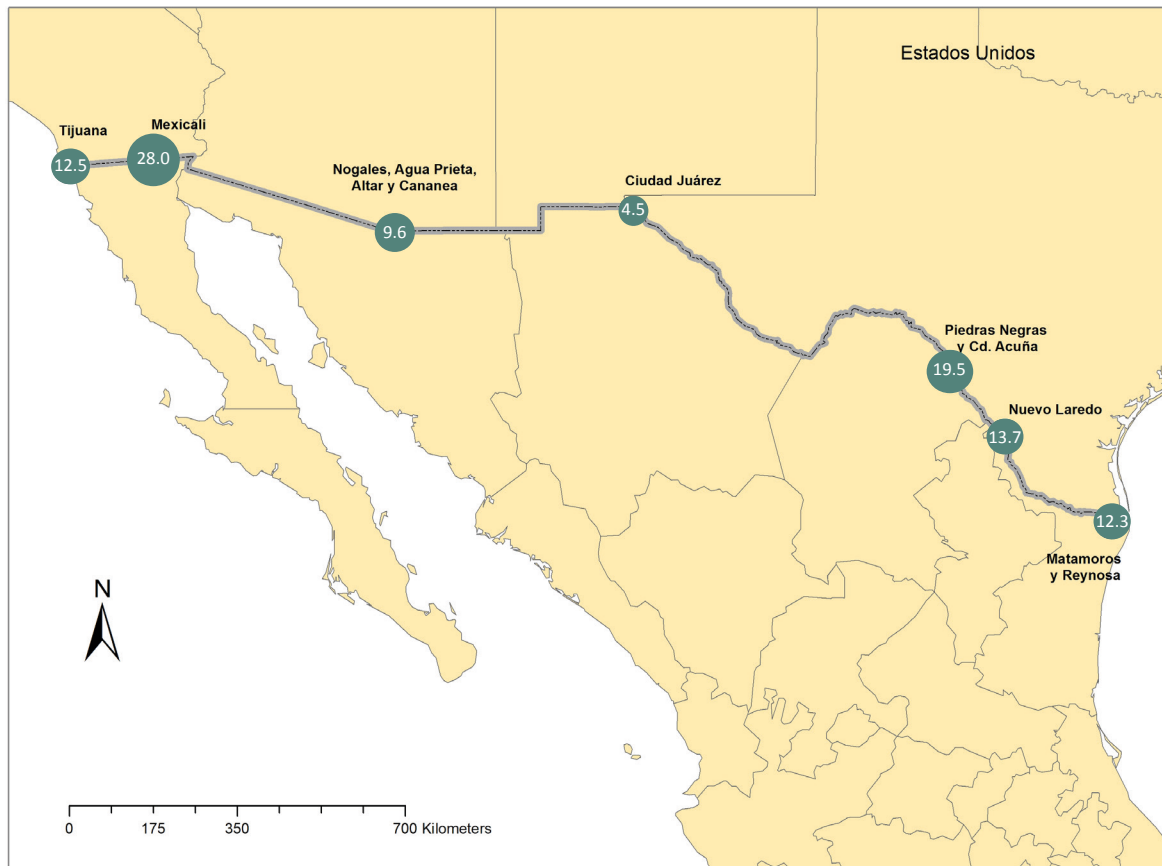 Estados Unidos
Tijuana
12.5
Mexicali
28.0
Nogales, Agua Prieta,
Altar y Cananea
9.6
Ciudad Juárez
4.5
Piedras Negras
y Cd. Acuña
19.5
Nuevo Laredo
13.7
12.3
Matamoros
y Reynosa
N
0 175 350 700 Kilometers